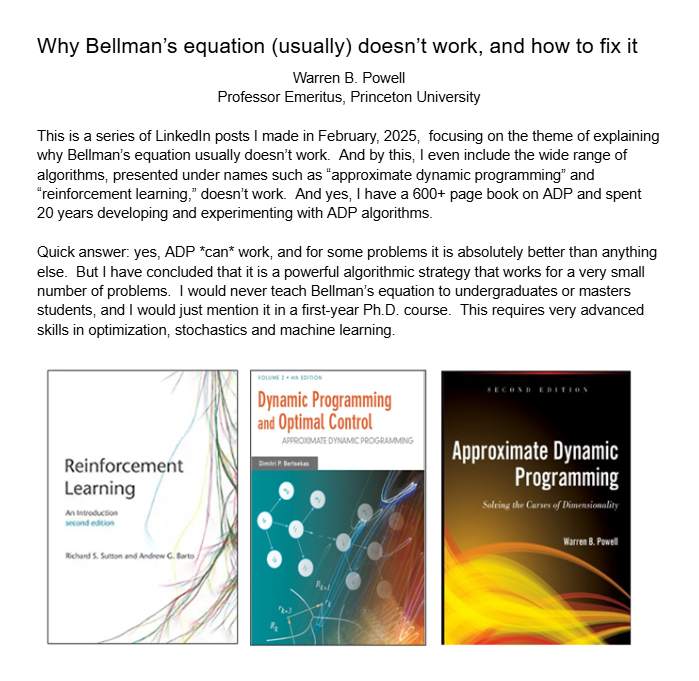 Why Bellman's equation (usually) doesn't work, and how to fix it
Warren B. Powell
Professor Emeritus, Princeton University
This is a series of LinkedIn posts I made in February, 2025,  focusing on the theme of explaining
why Bellman's equation usually doesn't work.  And by this, I even include the wide range of
algorithms, presented under names such as “approximate dynamic programming” and
“reinforcement learning,” doesn't work.  And yes, I have a 600+ page book on ADP and spent
20 years developing and experimenting with ADP algorithms.
Quick answer: yes, ADP *can* work, and for some problems it is absolutely better than anything
else.  But I have concluded that it is a powerful algorithmic strategy that works for a very small
number of problems.  I would never teach Bellman's equation to undergraduates or masters
students, and I would just mention it in a first-year Ph.D. course.  This requires very advanced
skills in optimization, stochastics and machine learning.
Reinforcement
Learning
An Introduction
second edition
Richard S. Sutton and Andrew G. Barto
VOLUME 2 • 4th EDITION
Dynamic Programming
and Optimal Control
APPROXIMATE DYNAMIC PROGRAMMING
Dimitri P. Bertsekas
SECOND EDITION
Approximate Dynamic
Programming
Solving the Curses of Dimensionality
Warren B. Powell